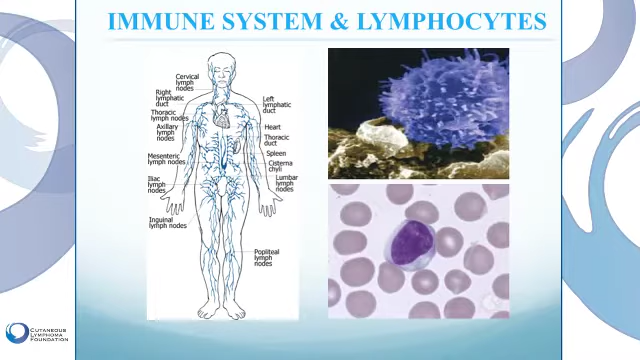 IMMUNE SYSTEM & LYMPHOCYTES
Cervical
lymph
nodes
Right
lymphatic
duct
Thoracic
lymph nodes
Axillary
lymph
nodes
Mesenteric
lymph nodes
Iliac
lymph
nodes
Inguinal
lymph nodes
Left
lymphatic
duct
Heart
Thoracic
duct
Spleen
Cisterna
chyli
Lumbar
lymph
nodes
Popliteal
lymph
nodes
CUTANEOUS
LYMPHOMA
FOUNDATION